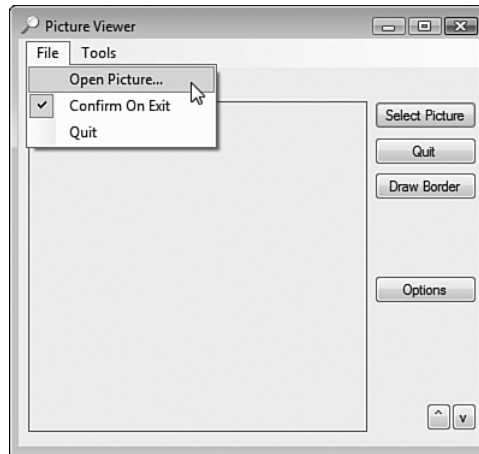 Picture Viewer
File Tools
Open Picture...
Confirm On Exit
Quit
Select Picture
Quit
Draw Border
Options
^ v